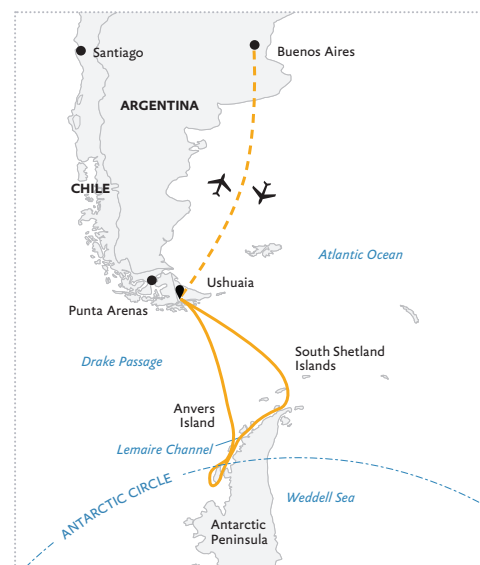 Santiago
Buenos Aires
ARGENTINA
CHILE
Atlantic Ocean
Ushuaia
Punta Arenas
Drake Passage
South Shetland
Islands
Anvers
Island
Lemaire Channel
ANTARCTIC CIRCLE
Weddell Sea
Antarctic
Peninsula